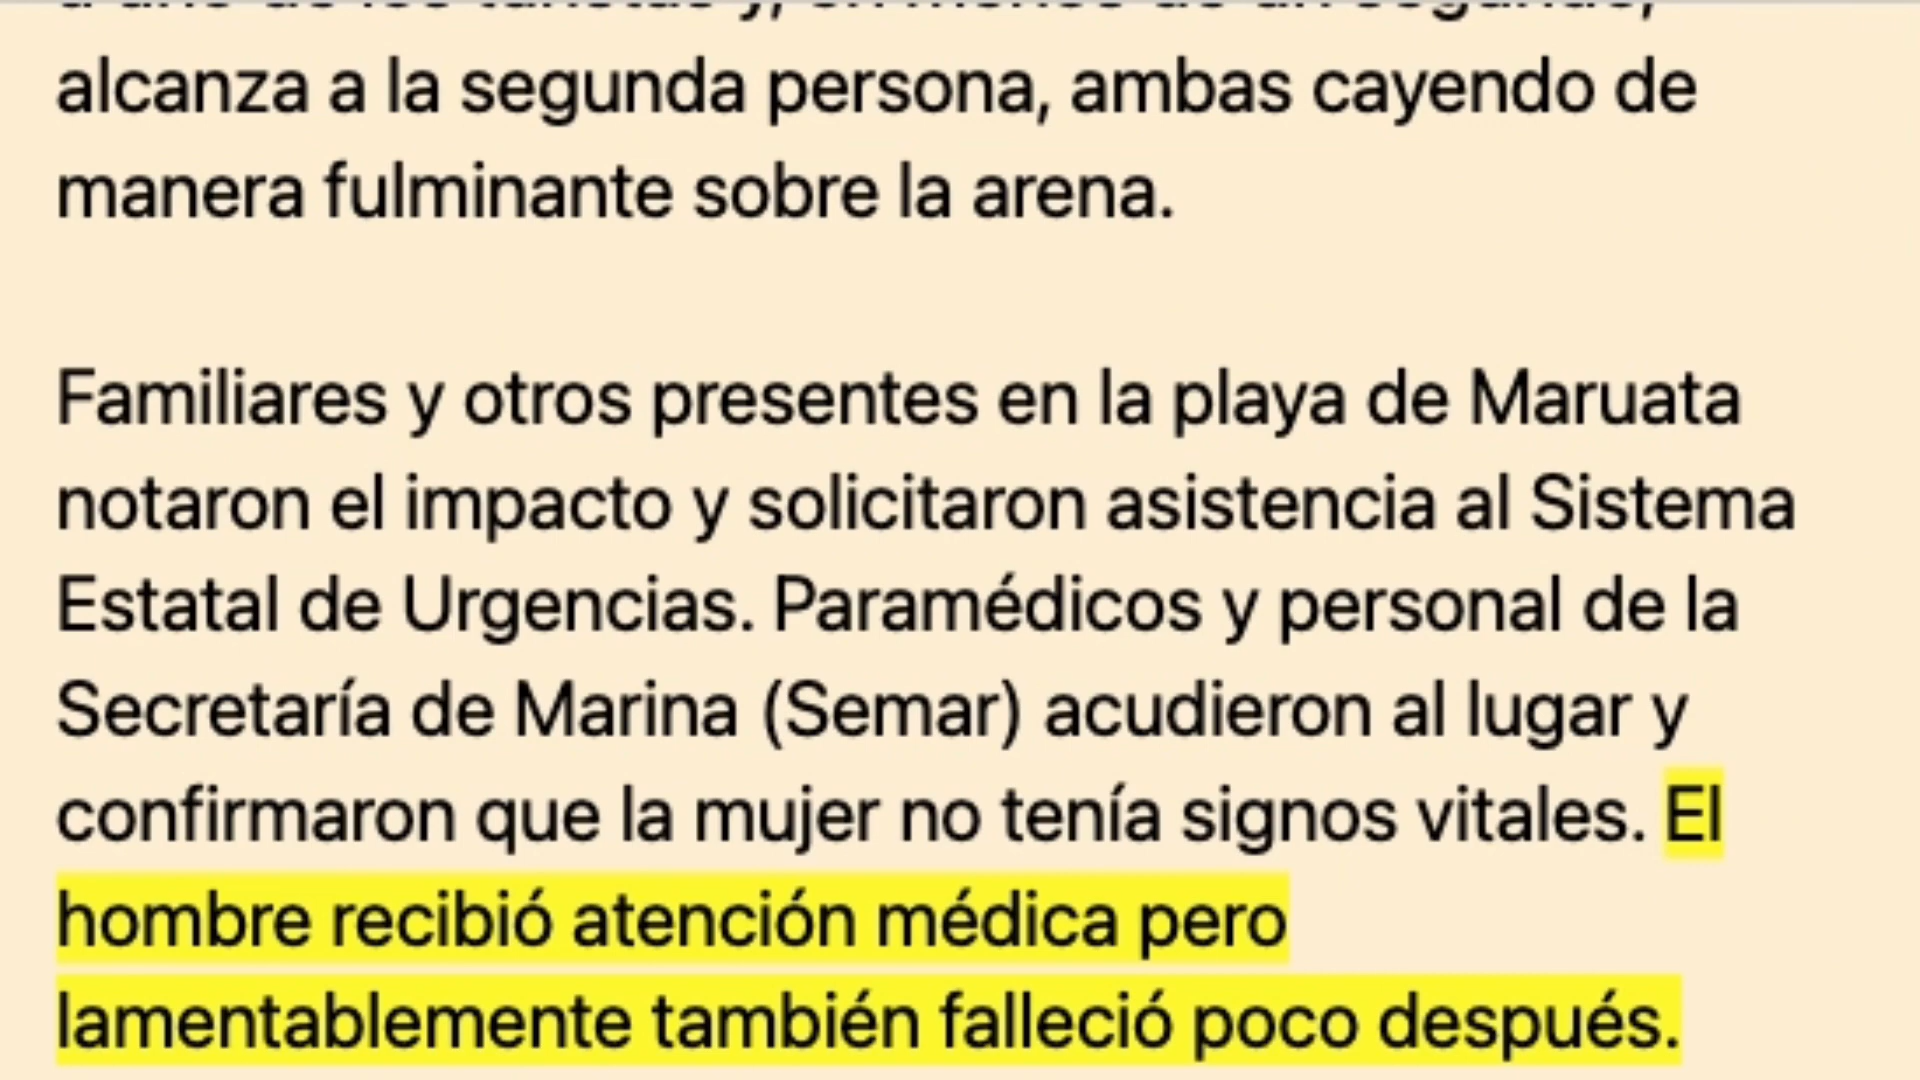 alcanza a la segunda persona, ambas cayendo de
manera fulminante sobre la arena.
Familiares y otros presentes en la playa de Maruata
notaron el impacto y solicitaron asistencia al Sistema
Estatal de Urgencias. Paramédicos y personal de la
Secretaría de Marina (Semar) acudieron al lugar y
confirmaron que la mujer no tenía signos vitales. El
hombre recibió atención médica pero
lamentablemente también falleció poco después.